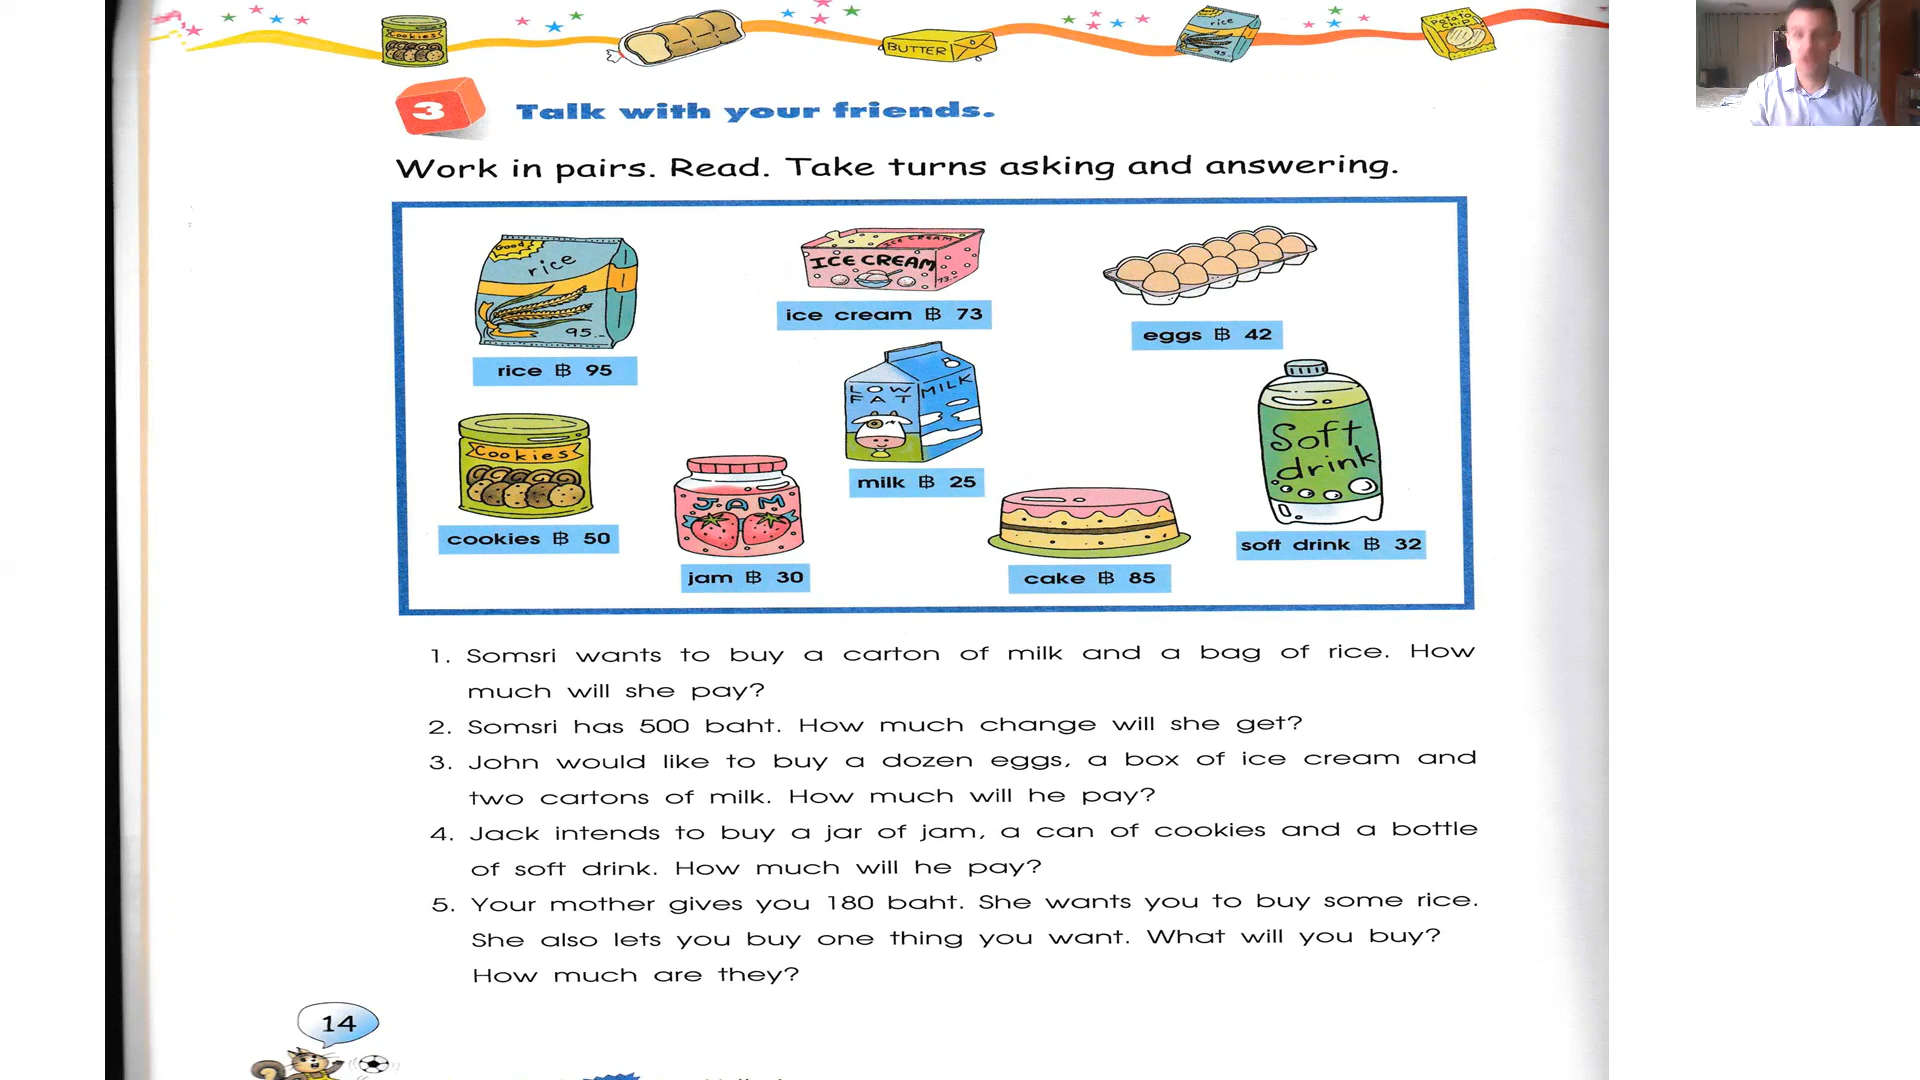 Cookies
BUTTER
rice
95.-
Potato chip
3 Talk with your friends.
Work in pairs. Read. Take turns asking and answering.
Good
rice
95.-
rice ฿ 95
ICE CREAM
ICE CREAM
73.-
ice cream ฿ 73
eggs ฿ 42
LOW FAT
MILK
milk ฿ 25
Cookies
cookies ฿ 50
JAM
jam ฿ 30
cake ฿ 85
Soft
drink
soft drink ฿ 32
1. Somsri wants to buy a carton of milk and a bag of rice. How
much will she pay?
2. Somsri has 500 baht. How much change will she get?
3. John would like to buy a dozen eggs, a box of ice cream and
two cartons of milk. How much will he pay?
4. Jack intends to buy a jar of jam, a can of cookies and a bottle
of soft drink. How much will he pay?
5. Your mother gives you 180 baht. She wants you to buy some rice.
She also lets you buy one thing you want. What will you buy?
How much are they?
14